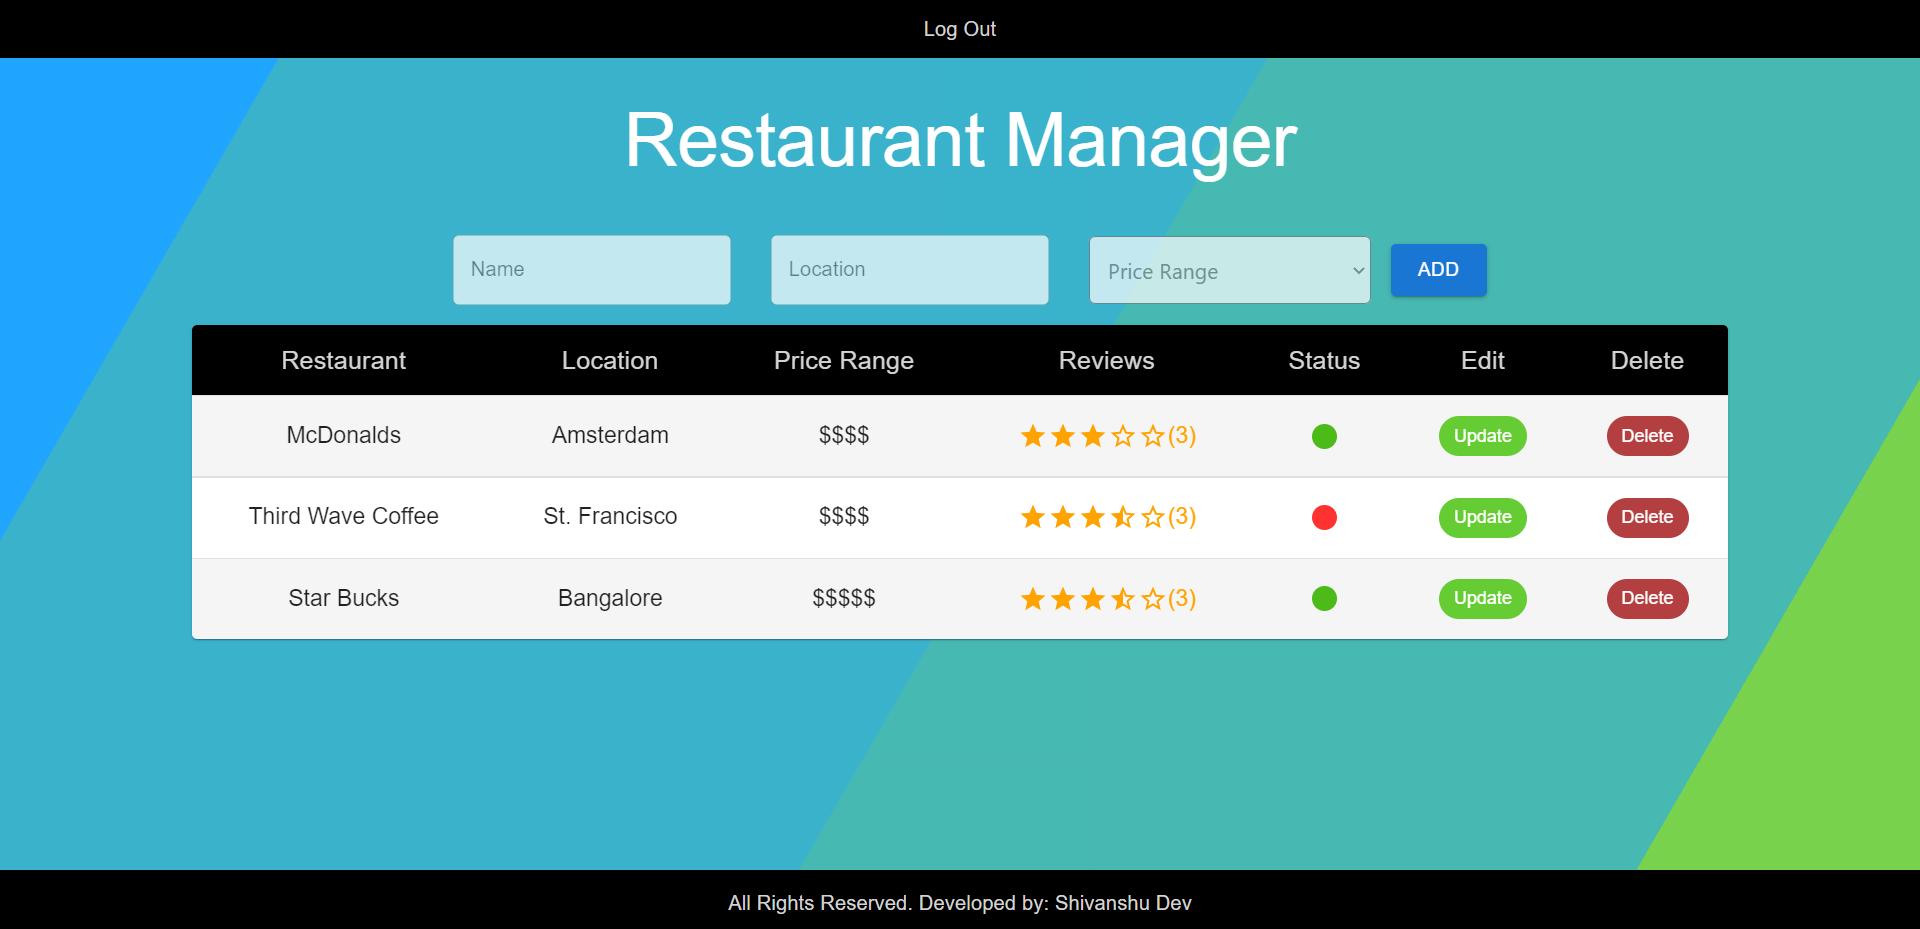 Log Out
Restaurant Manager
Name Location Price Range ADD
Restaurant Location Price Range Reviews Status Edit Delete
McDonalds Amsterdam $$$$ (3) Update Delete
Third Wave Coffee St. Francisco $$$$ (3) Update Delete
Star Bucks Bangalore $$$$$ (3) Update Delete
All Rights Reserved. Developed by: Shivanshu Dev